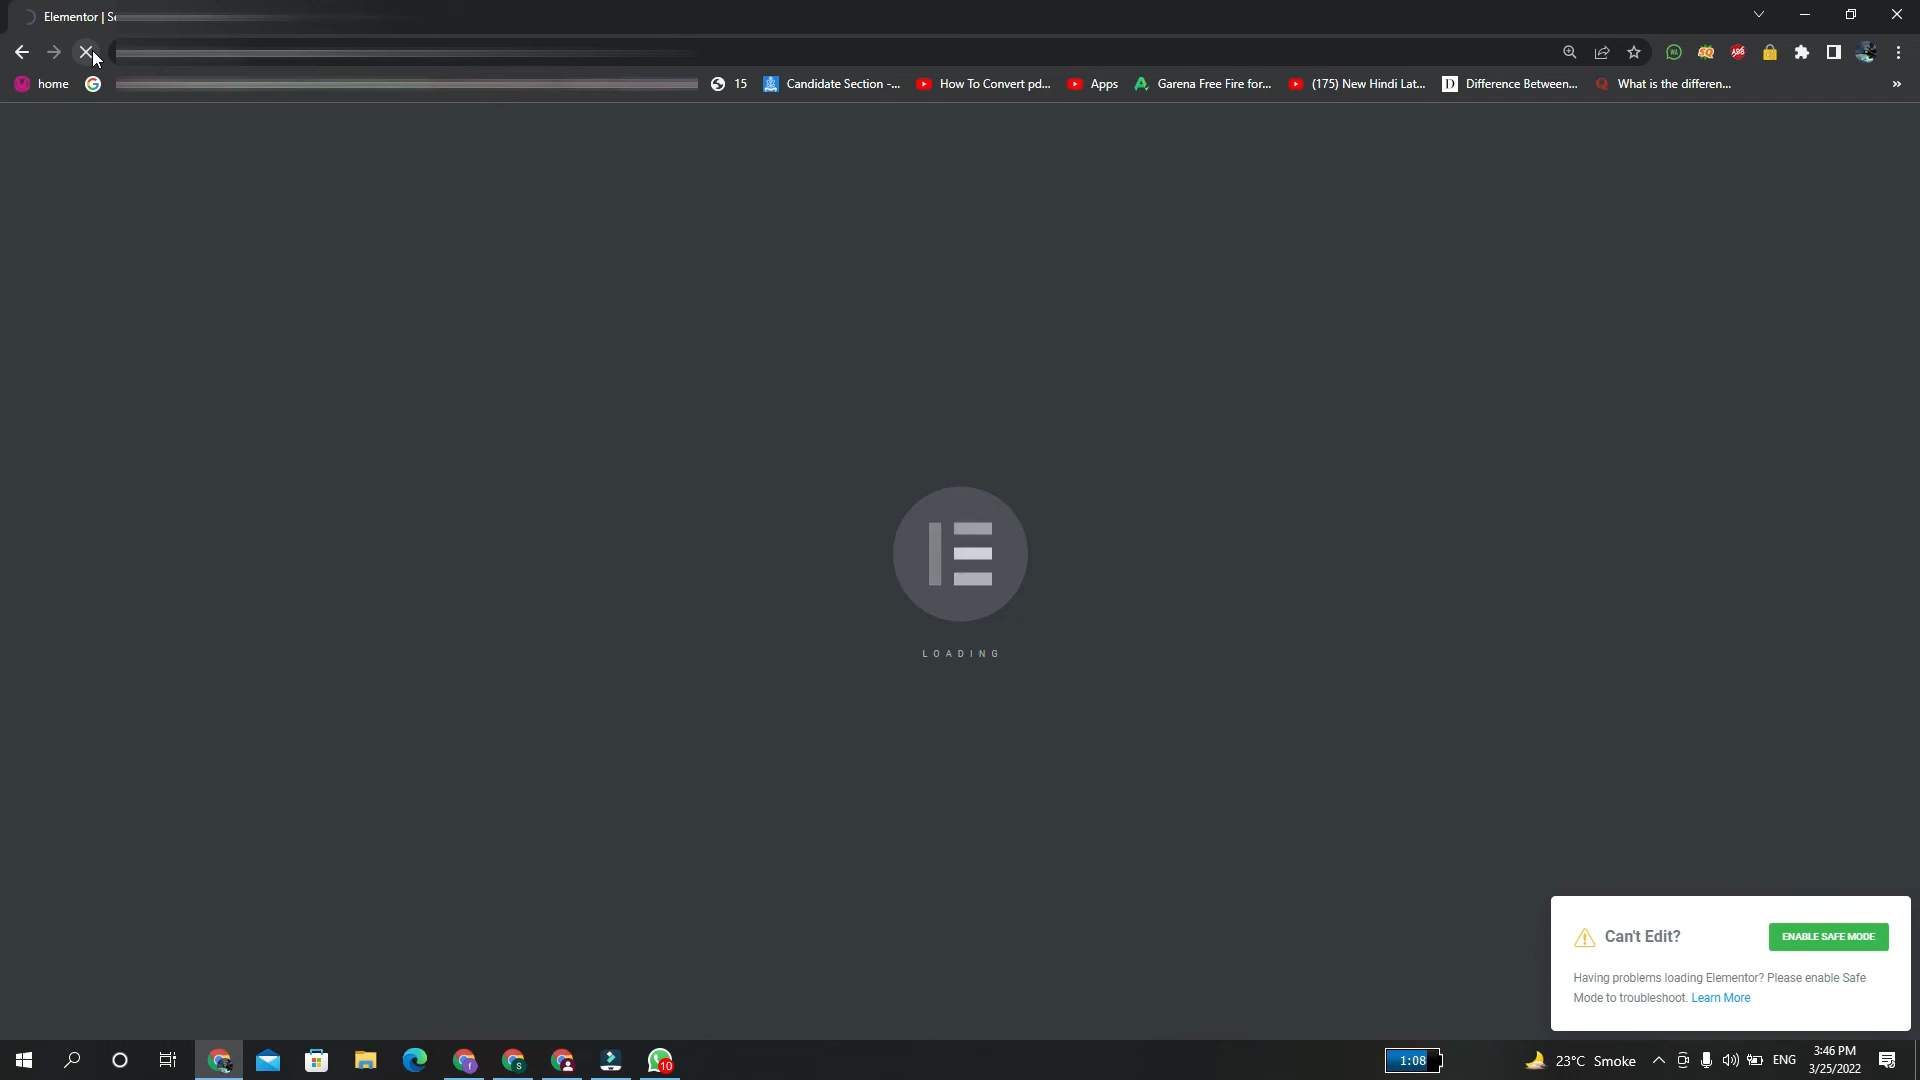 Elementor | Se
home
15
Candidate Section -...
How To Convert pd...
Apps
Garena Free Fire for...
(175) New Hindi Lat...
Difference Between...
What is the differen...
LOADING
Can't Edit?
ENABLE SAFE MODE
Having problems loading Elementor? Please enable Safe
Mode to troubleshoot. Learn More
10
1:08
23°C Smoke
ENG
3:46 PM
3/25/2022